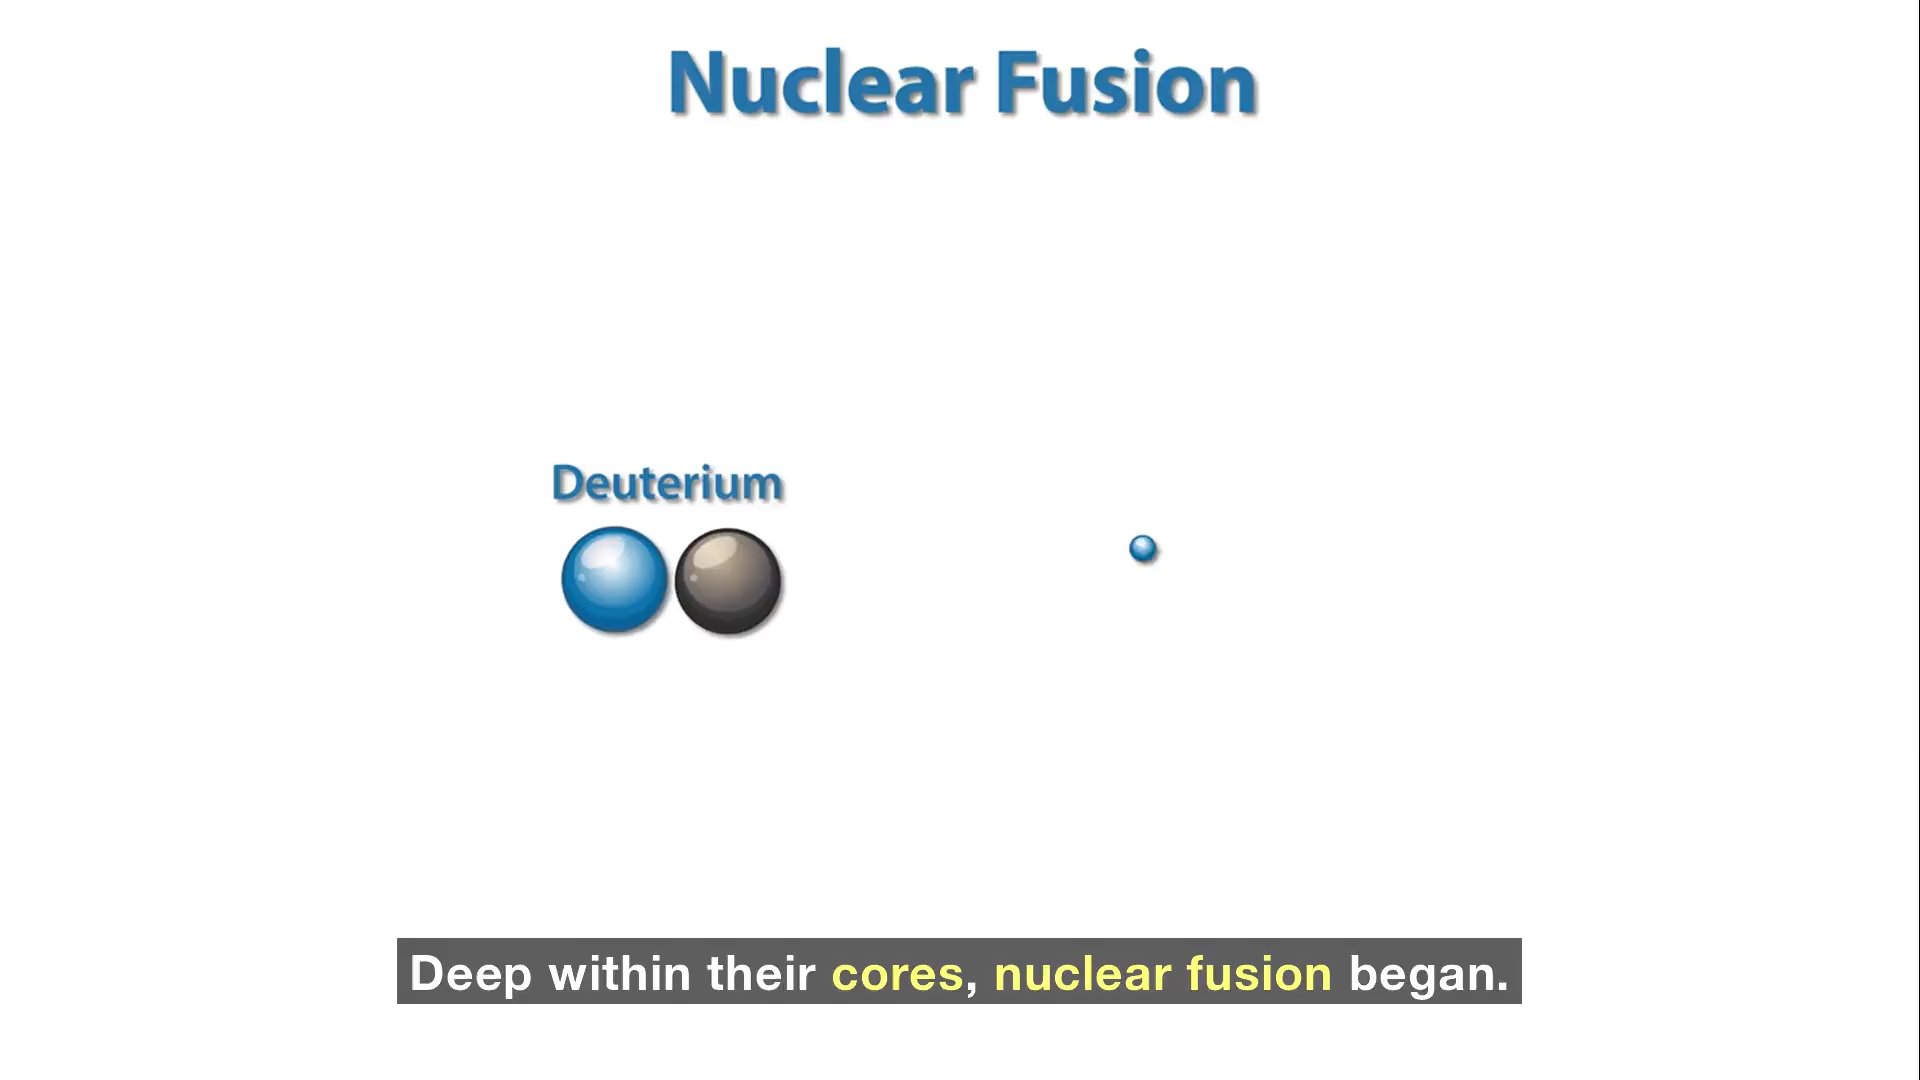 Nuclear Fusion
Deuterium
Deep within their cores, nuclear fusion began.